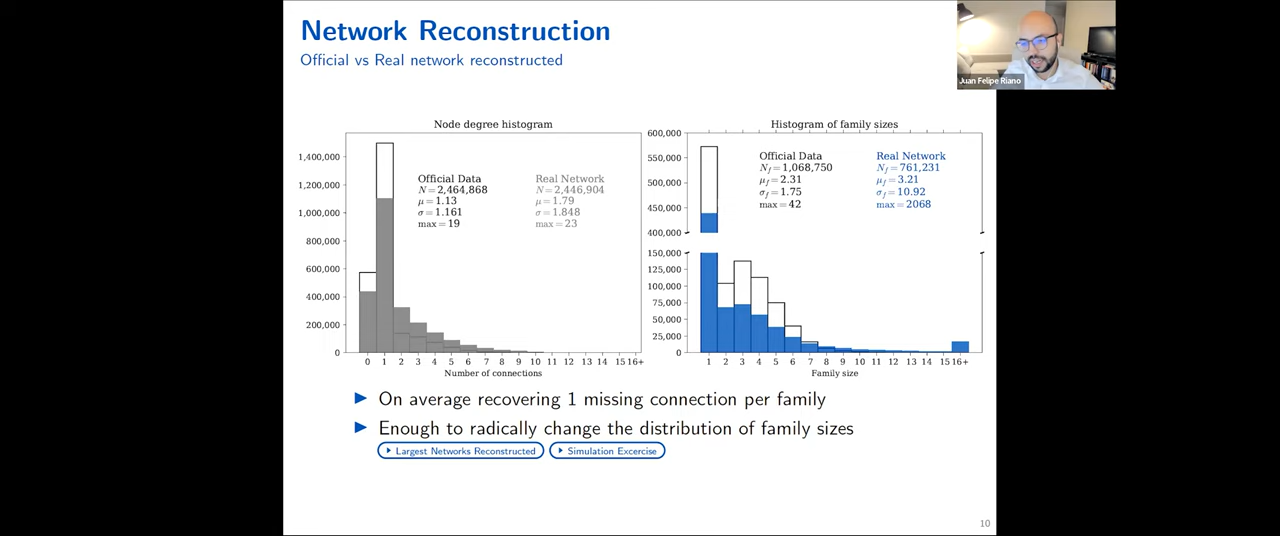 Network Reconstruction
Official vs Real network reconstructed
Juan Felipe Riano
Node degree histogram
1,400,000
1,200,000
1,000,000
800,000
600,000
400,000
200,000
0
Official Data
N = 2,464,868
μ = 1.13
σ = 1.161
max = 19
Real Network
N = 2,446,904
μ = 1.79
σ = 1.848
max = 23
0 1 2 3 4 5 6 7 8 9 10 11 12 13 14 15 16+
Number of connections
Histogram of family sizes
600,000
550,000
500,000
450,000
400,000
150,000
125,000
100,000
75,000
50,000
25,000
0
Official Data
Nf = 1,068,750
μf = 2.31
σf = 1.75
max = 42
Real Network
Nf = 761,231
μf = 3.21
σf = 10.92
max = 2068
1 2 3 4 5 6 7 8 9 10 11 12 13 14 15 16+
Family size
On average recovering 1 missing connection per family
Enough to radically change the distribution of family sizes
Largest Networks Reconstructed
Simulation Excercise
10